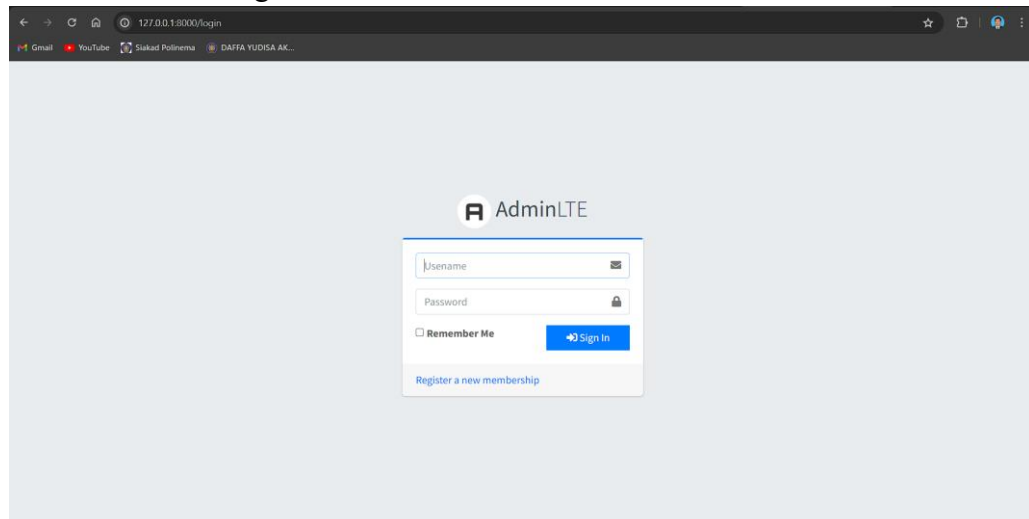 127.0.0.1:8000/login
Gmail YouTube Siakad Polinema DAFFA YUDISA AK...
AdminLTE
Usename
Password
Remember Me Sign In
Register a new membership